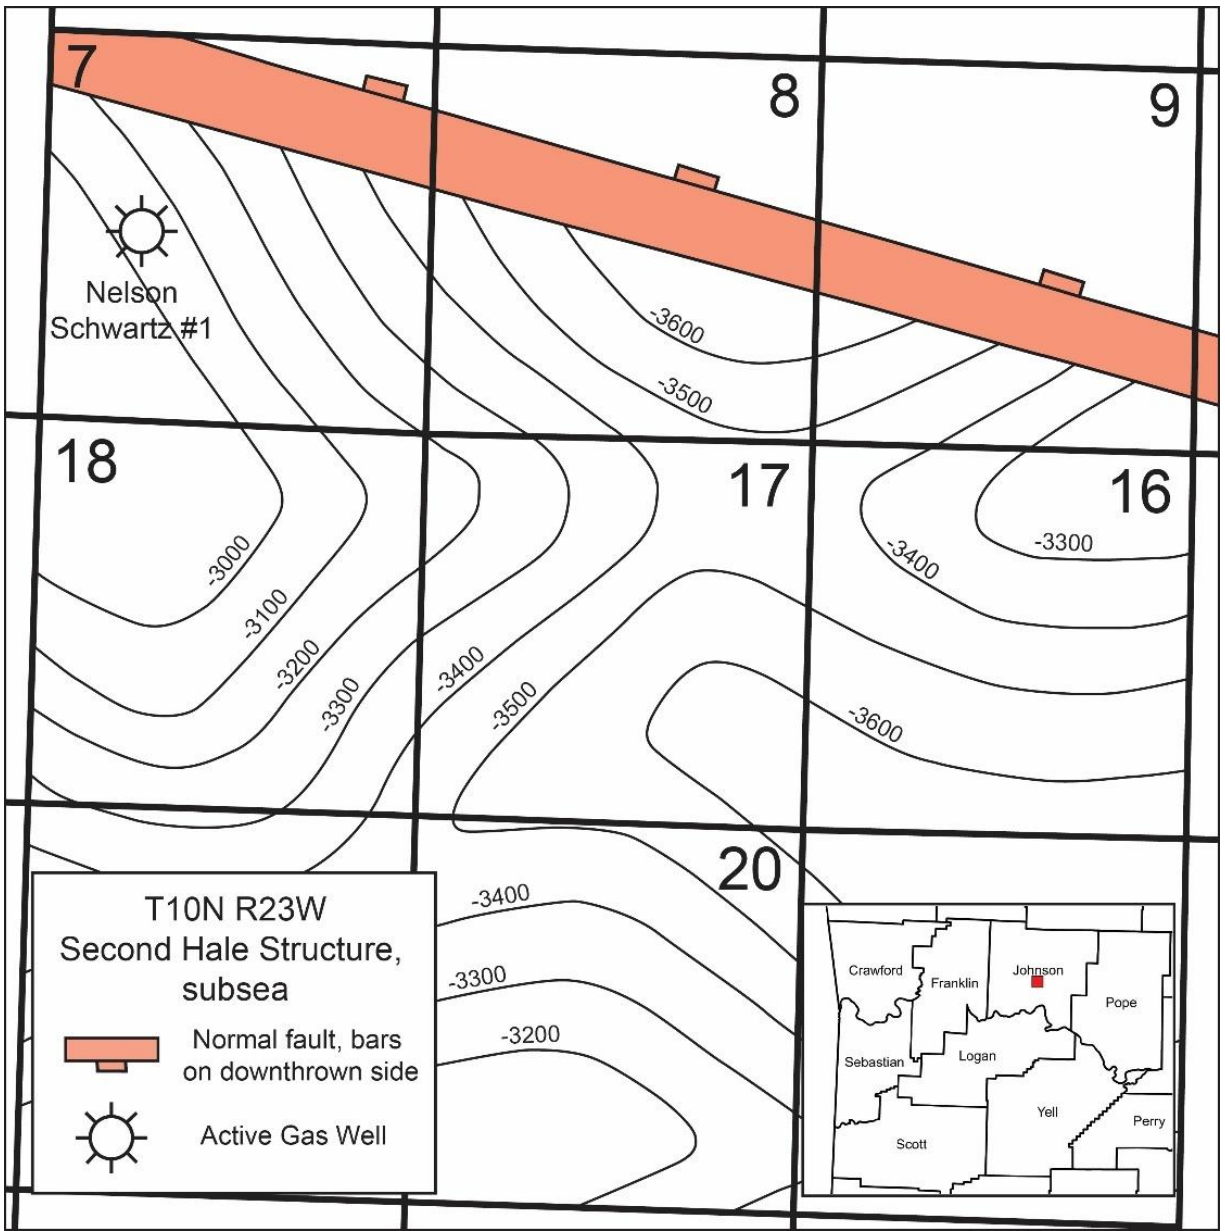 7
8
9
Nelson
Schwartz #1
-3600
-3500
18
17
16
-3000
-3100
-3200
-3300
-3400
-3500
-3400
-3300
-3600
20
-3400
-3300
-3200
T10N R23W
Second Hale Structure,
subsea
Normal fault, bars
on downthrown side
Active Gas Well
Crawford
Franklin
Johnson
Pope
Sebastian
Logan
Yell
Perry
Scott